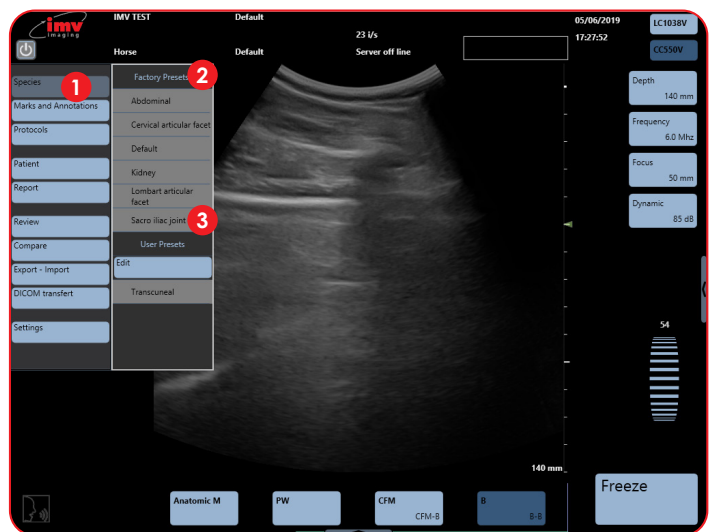 imv
imaging
IMV TEST
Default
05/06/2019
17:27:52
LC1038V
23 i/s
Horse
Default
Server off line
CC550V
Species
1
Marks and Annotations
Protocols
Patient
Report
Review
Compare
Export - Import
DICOM transfert
Settings
Factory Presets
2
Abdominal
Cervical articular facet
Default
Kidney
Lombart articular
facet
Sacro iliac joint
3
User Presets
Edit
Transcuneal
Depth
140 mm
Frequency
6.0 Mhz
Focus
50 mm
Dynamic
85 dB
54
140 mm
Anatomic M
PW
CFM
CFM-B
B
B-B
Freeze